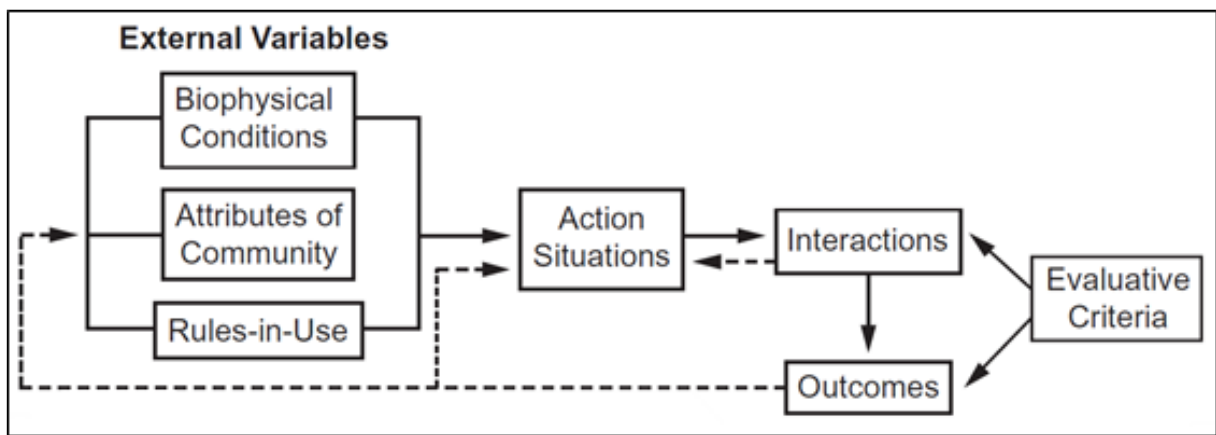 External Variables
Biophysical
Conditions
Attributes of
Community
Rules-in-Use
Action
Situations
Interactions
Outcomes
Evaluative
Criteria